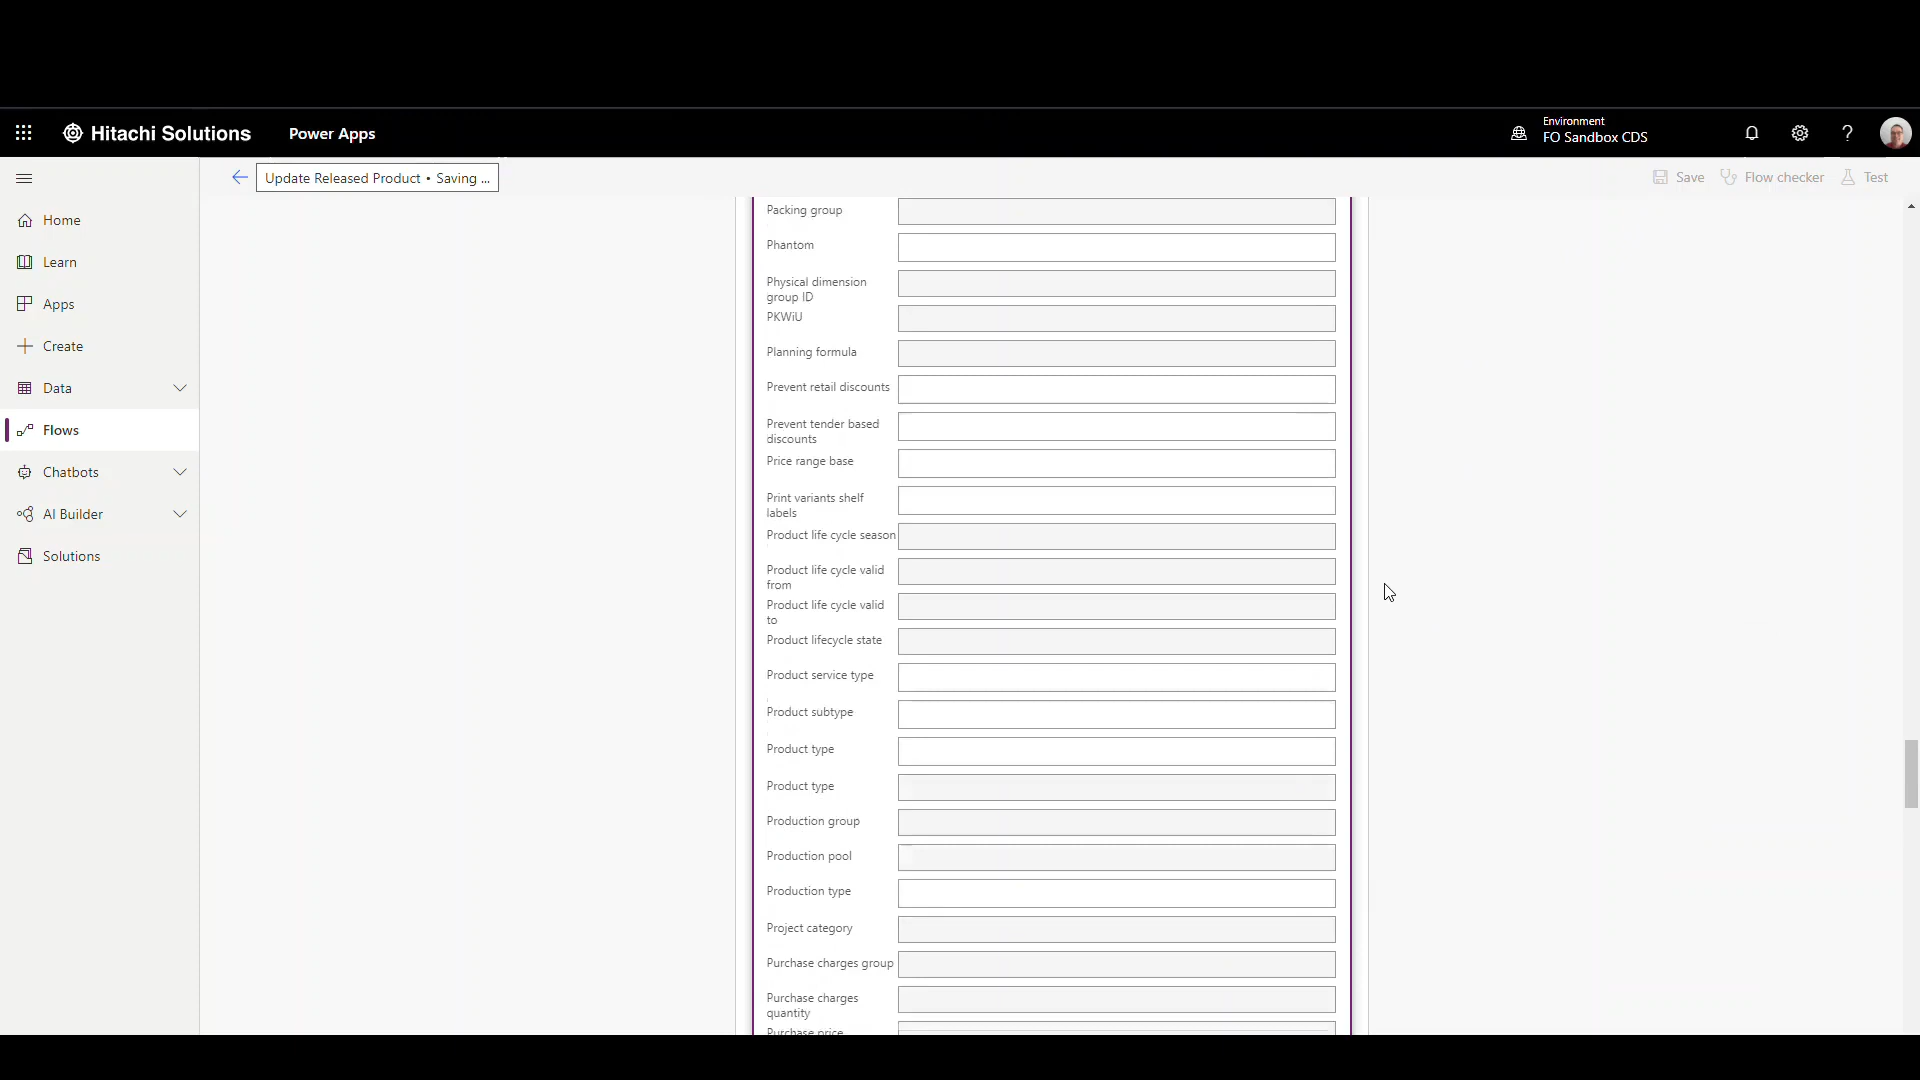 Hitachi Solutions
Power Apps
Environment
FO Sandbox CDS
Update Released Product • Saving ...
Save
Flow checker
Test
Home
Learn
Apps
Create
Data
Flows
Chatbots
AI Builder
Solutions
Packing group
Phantom
Physical dimension
group ID
PKWiU
Planning formula
Prevent retail discounts
Prevent tender based
discounts
Price range base
Print variants shelf
labels
Product life cycle season
Product life cycle valid
from
Product life cycle valid
to
Product lifecycle state
Product service type
Product subtype
Product type
Product type
Production group
Production pool
Production type
Project category
Purchase charges group
Purchase charges
quantity
Purchase price